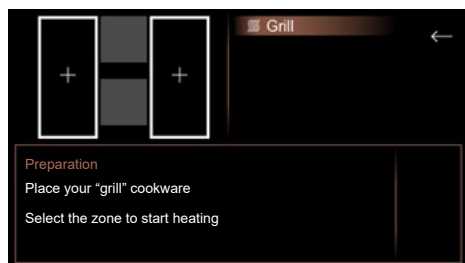 Grill
Preparation
Place your “grill” cookware
Select the zone to start heating